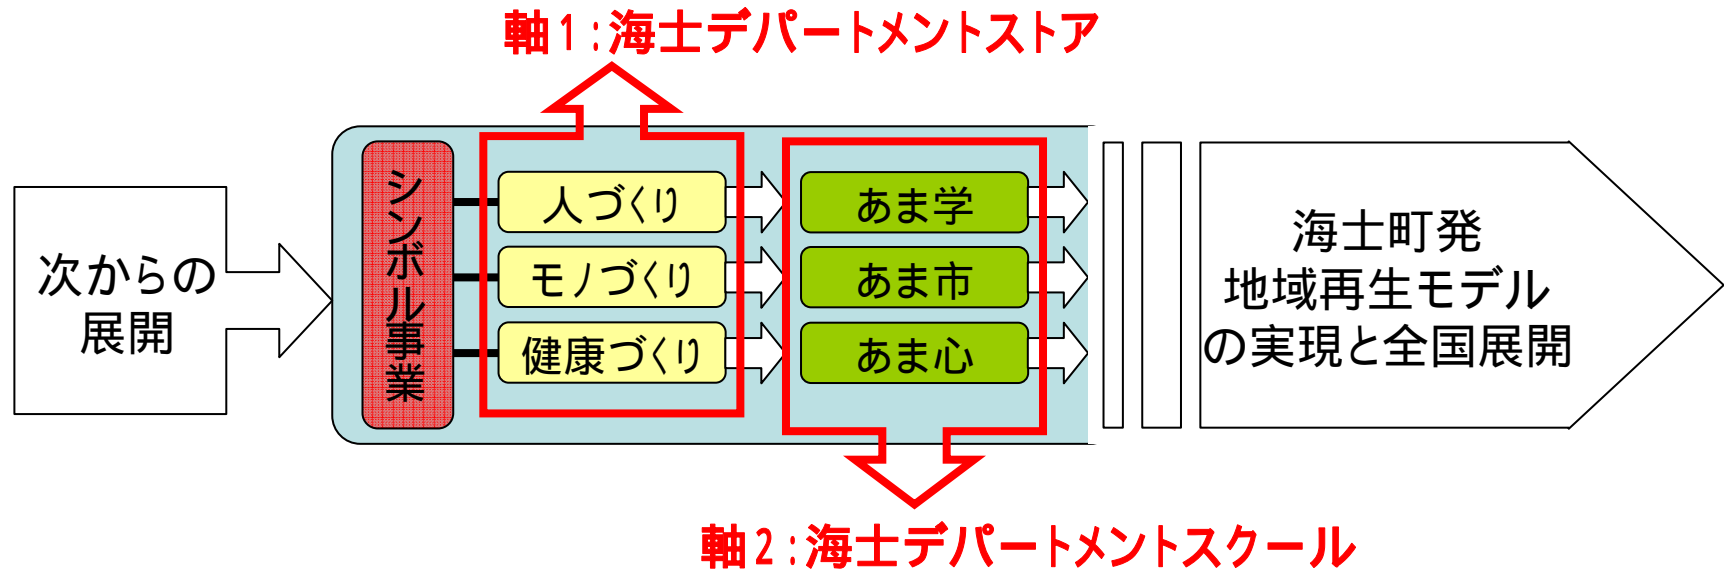 軸1:海士デパートメントストア
次からの
展開
シンボル事業
人づくり
モノづくり
健康づくり
あま学
あま市
あま心
海士町発
地域再生モデル
の実現と全国展開
軸2:海士デパートメントスクール